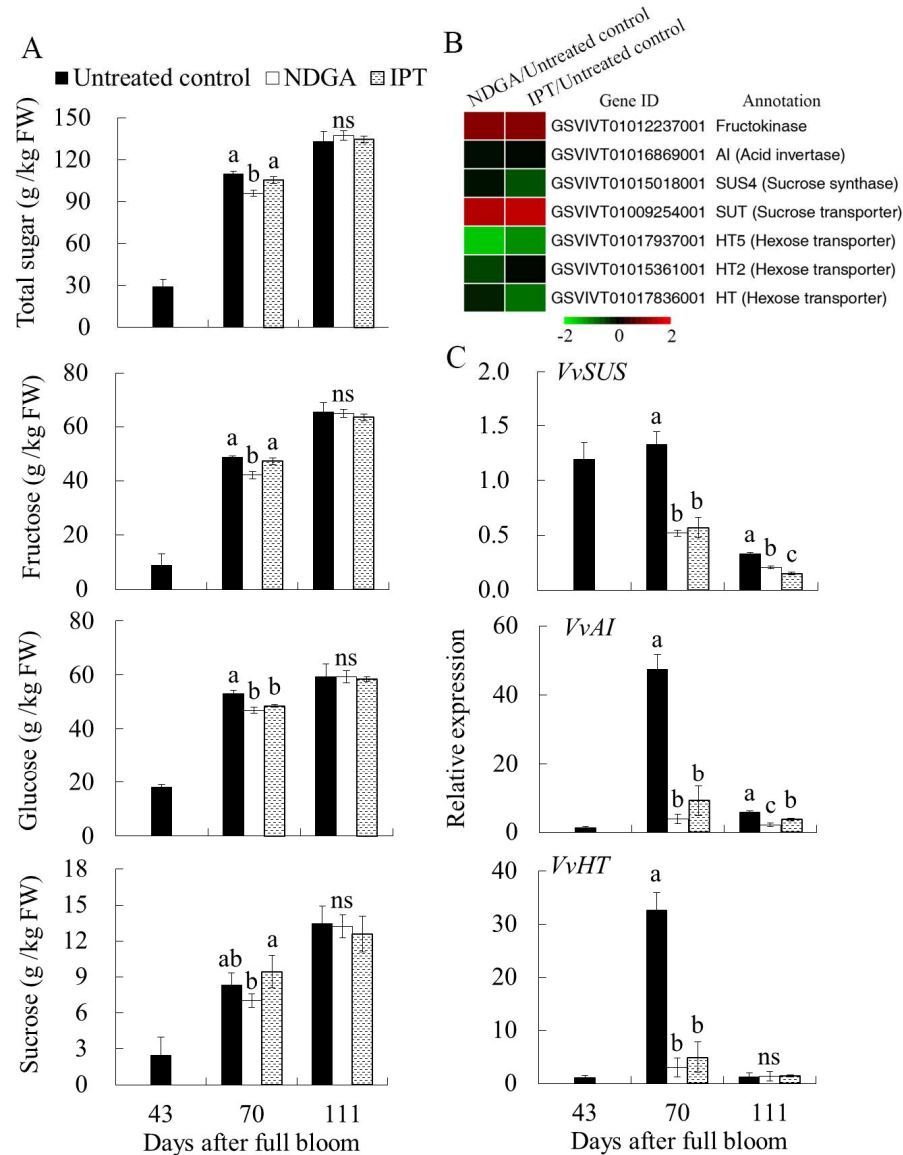 A
Untreated control NDGA IPT
Total sugar (g /kg FW)
150
120
90
60
30
0
a b a
ns
Fructose (g /kg FW)
80
60
40
20
0
a b a
ns
Glucose (g /kg FW)
80
60
40
20
0
a b b
ns
Sucrose (g /kg FW)
18
15
12
9
6
3
0
ab b a
ns
43 70 111
Days after full bloom
B
NDGA/Untreated control
IPT/Untreated control
Gene ID Annotation
GSVIVT01012237001 Fructokinase
GSVIVT01016869001 AI (Acid invertase)
GSVIVT01015018001 SUS4 (Sucrose synthase)
GSVIVT01009254001 SUT (Sucrose transporter)
GSVIVT01017937001 HT5 (Hexose transporter)
GSVIVT01015361001 HT2 (Hexose transporter)
GSVIVT01017836001 HT (Hexose transporter)
-2 0 2
C
Relative expression
VvSUS
2.0
1.5
1.0
0.5
0.0
a b b
a b c
VvAI
60
40
20
0
a b b
a c b
VvHT
40
30
20
10
0
a b b
ns
43 70 111
Days after full bloom